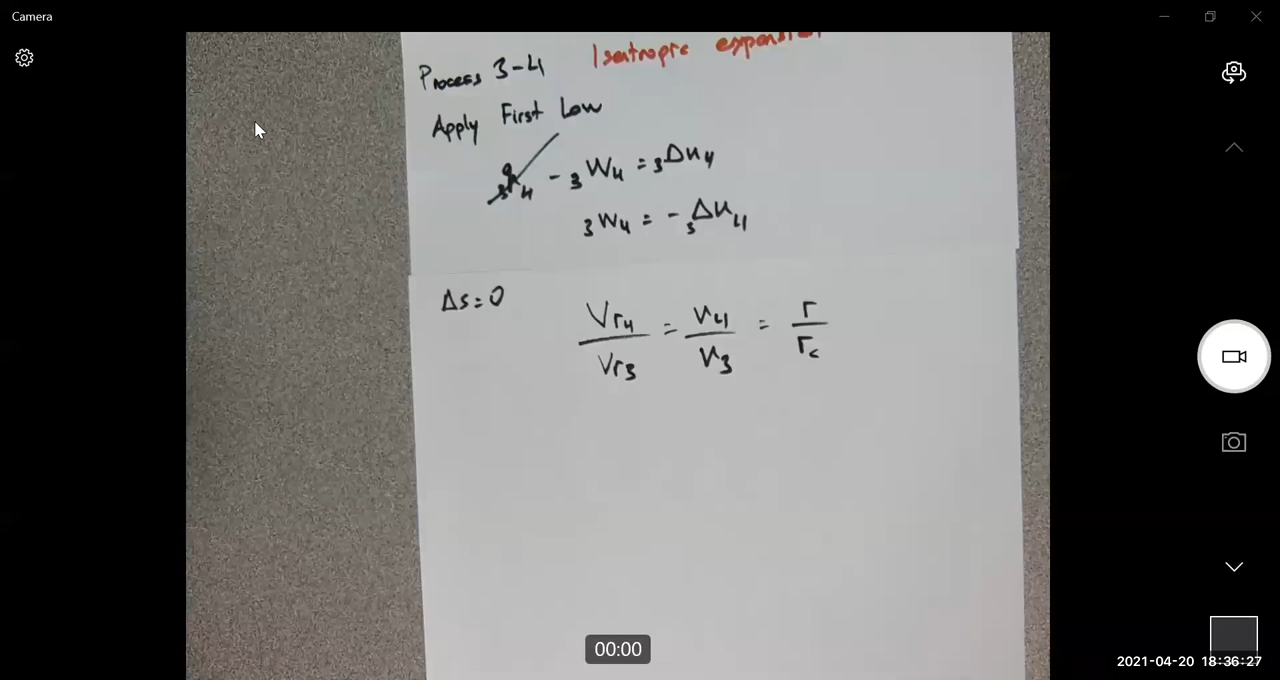 Camera
Process 3-4 Isentropic expansion
Apply First Law
₃q₄ - ₃W₄ = ₃Δu₄
₃W₄ = - ₃Δu₄
Δs=0 Vr₄/Vr₃ = V₄/V₃ = r/rc
00:00
2021-04-20 18:36:27